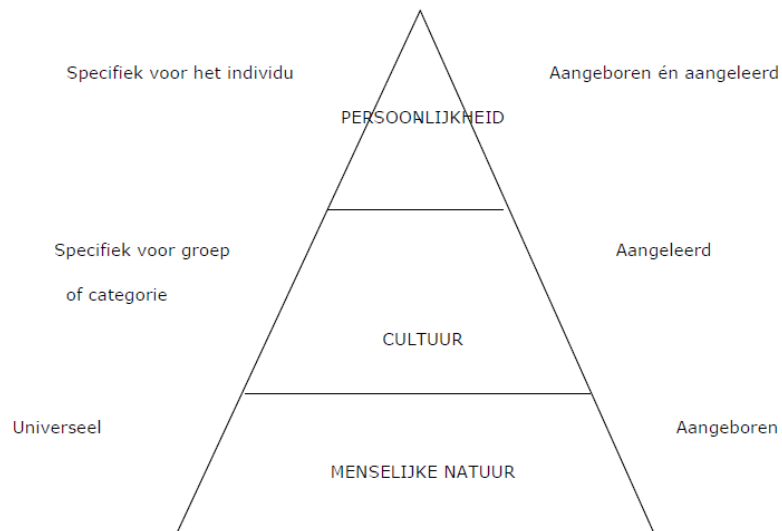 Specifiek voor het individu
Aangeboren én aangeleerd
PERSOONLIJKHEID
Specifiek voor groep
of categorie
Aangeleerd
CULTUUR
Universeel
Aangeboren
MENSELIJKE NATUUR